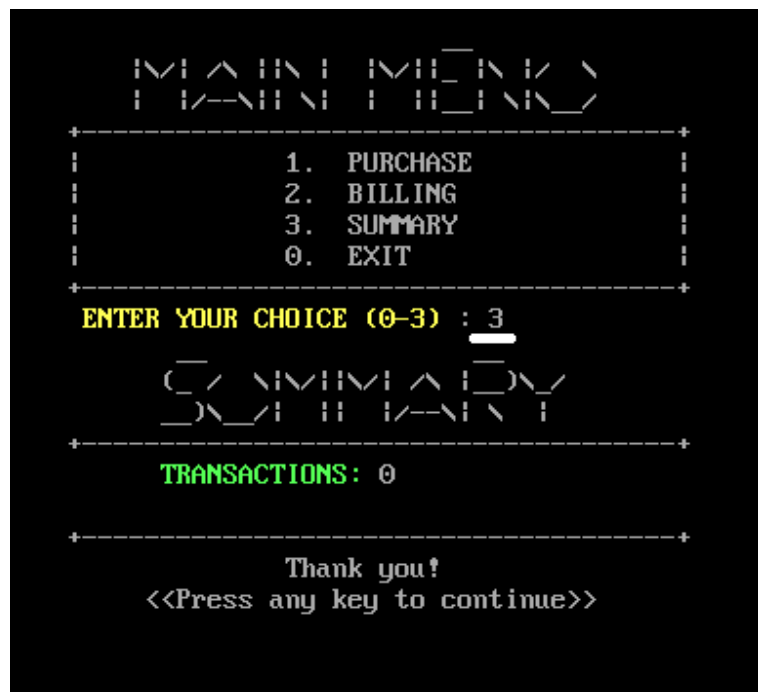 MAIN MENU
1. PURCHASE
2. BILLING
3. SUMMARY
0. EXIT
ENTER YOUR CHOICE (0-3) : 3
SUMMARY
TRANSACTIONS: 0
Thank you!
<<Press any key to continue>>